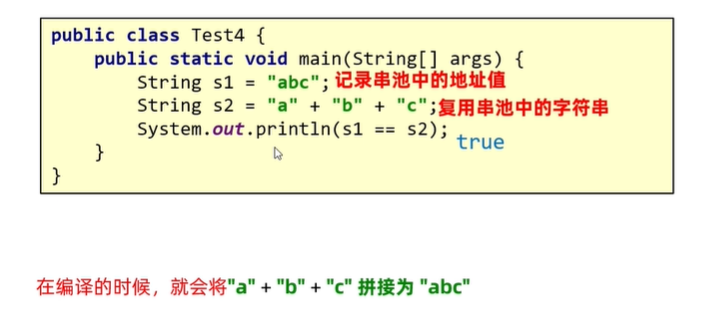 public class Test4 {
public static void main(String[] args) {
String s1 = "abc"; 记录串池中的地址值
String s2 = "a" + "b" + "c";复用串池中的字符串
System.out.println(s1 == s2); true
}
}
在编译的时候，就会将"a" + "b" + "c" 拼接为 "abc"